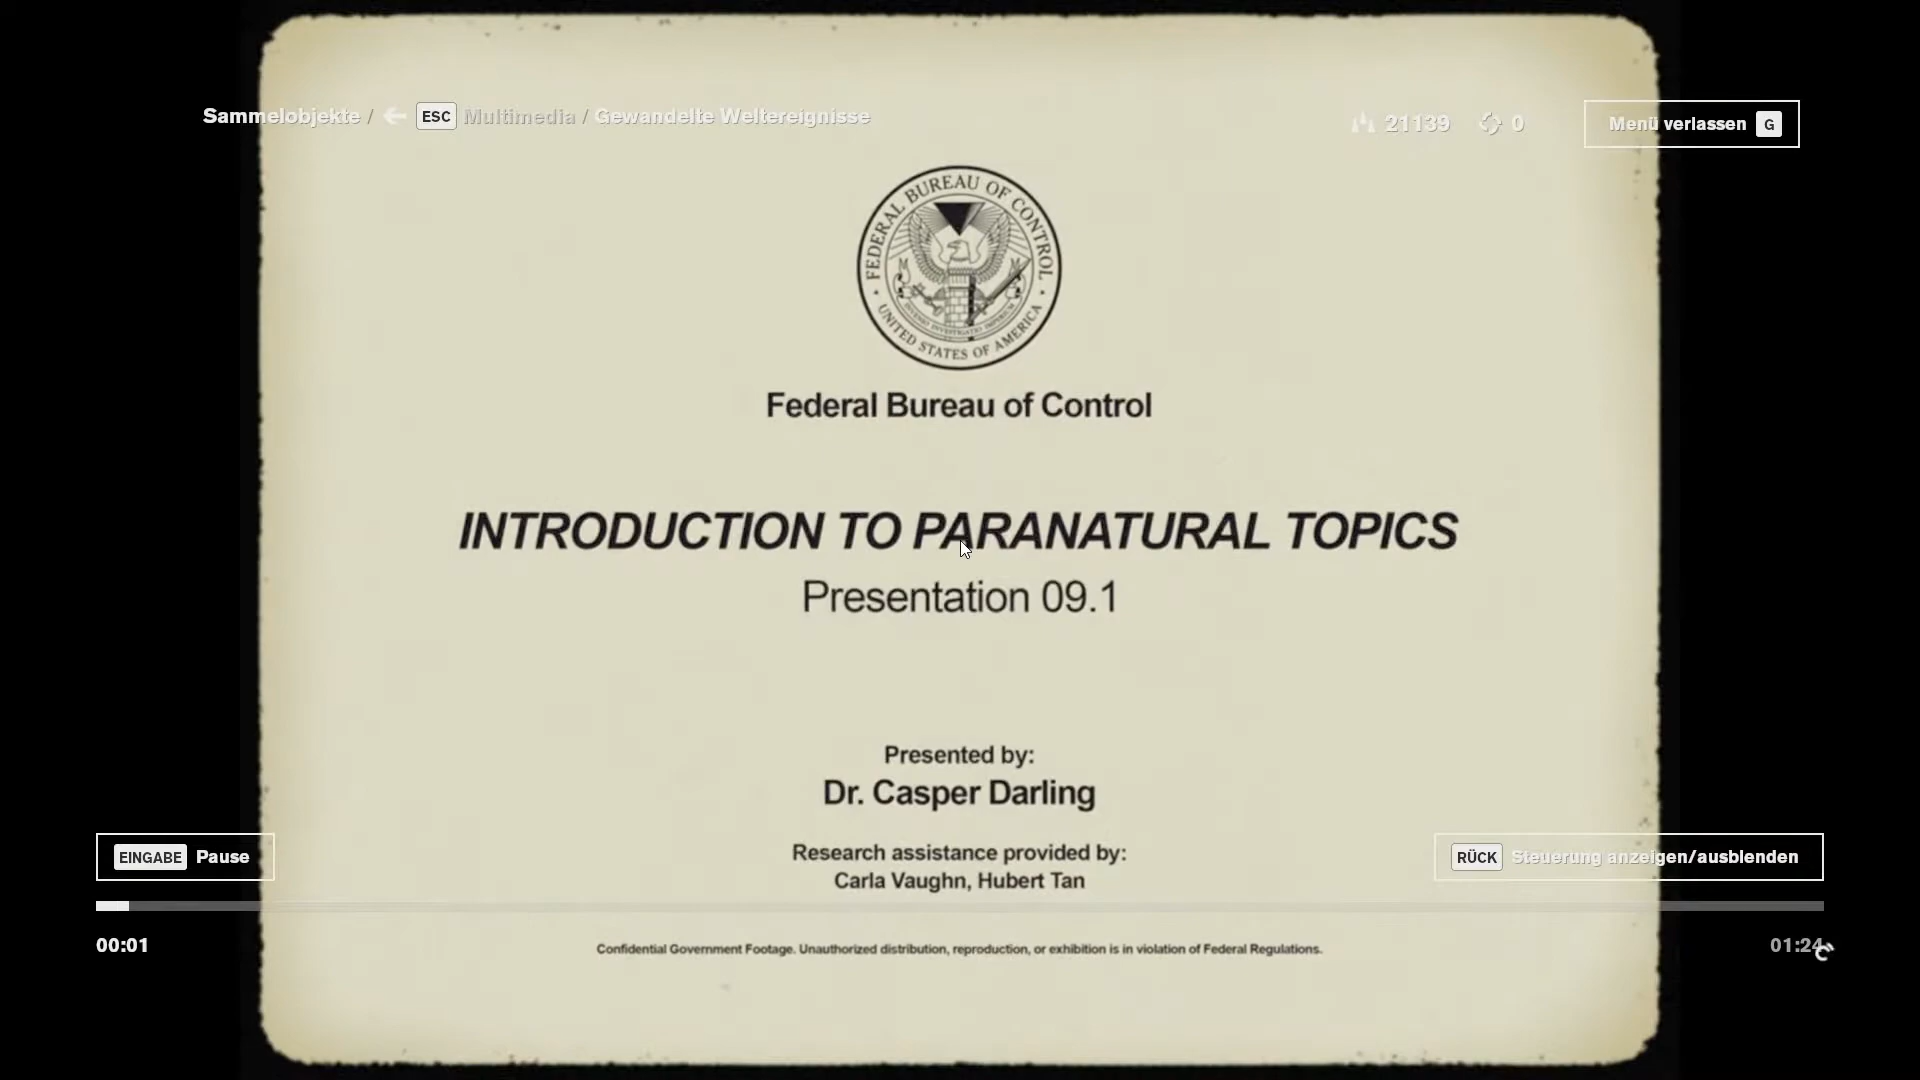 Sammelobjekte / ESC Multimedia / Gewandelte Weltereignisse
21139 0
Menü verlassen G
FEDERAL BUREAU OF CONTROL
INVENIO INVESTIGATIO IMPERIUM
UNITED STATES OF AMERICA
Federal Bureau of Control
INTRODUCTION TO PARANATURAL TOPICS
Presentation 09.1
Presented by:
Dr. Casper Darling
EINGABE Pause
Research assistance provided by:
Carla Vaughn, Hubert Tan
RÜCK Steuerung anzeigen/ausblenden
00:01
Confidential Government Footage. Unauthorized distribution, reproduction, or exhibition is in violation of Federal Regulations.
01:24